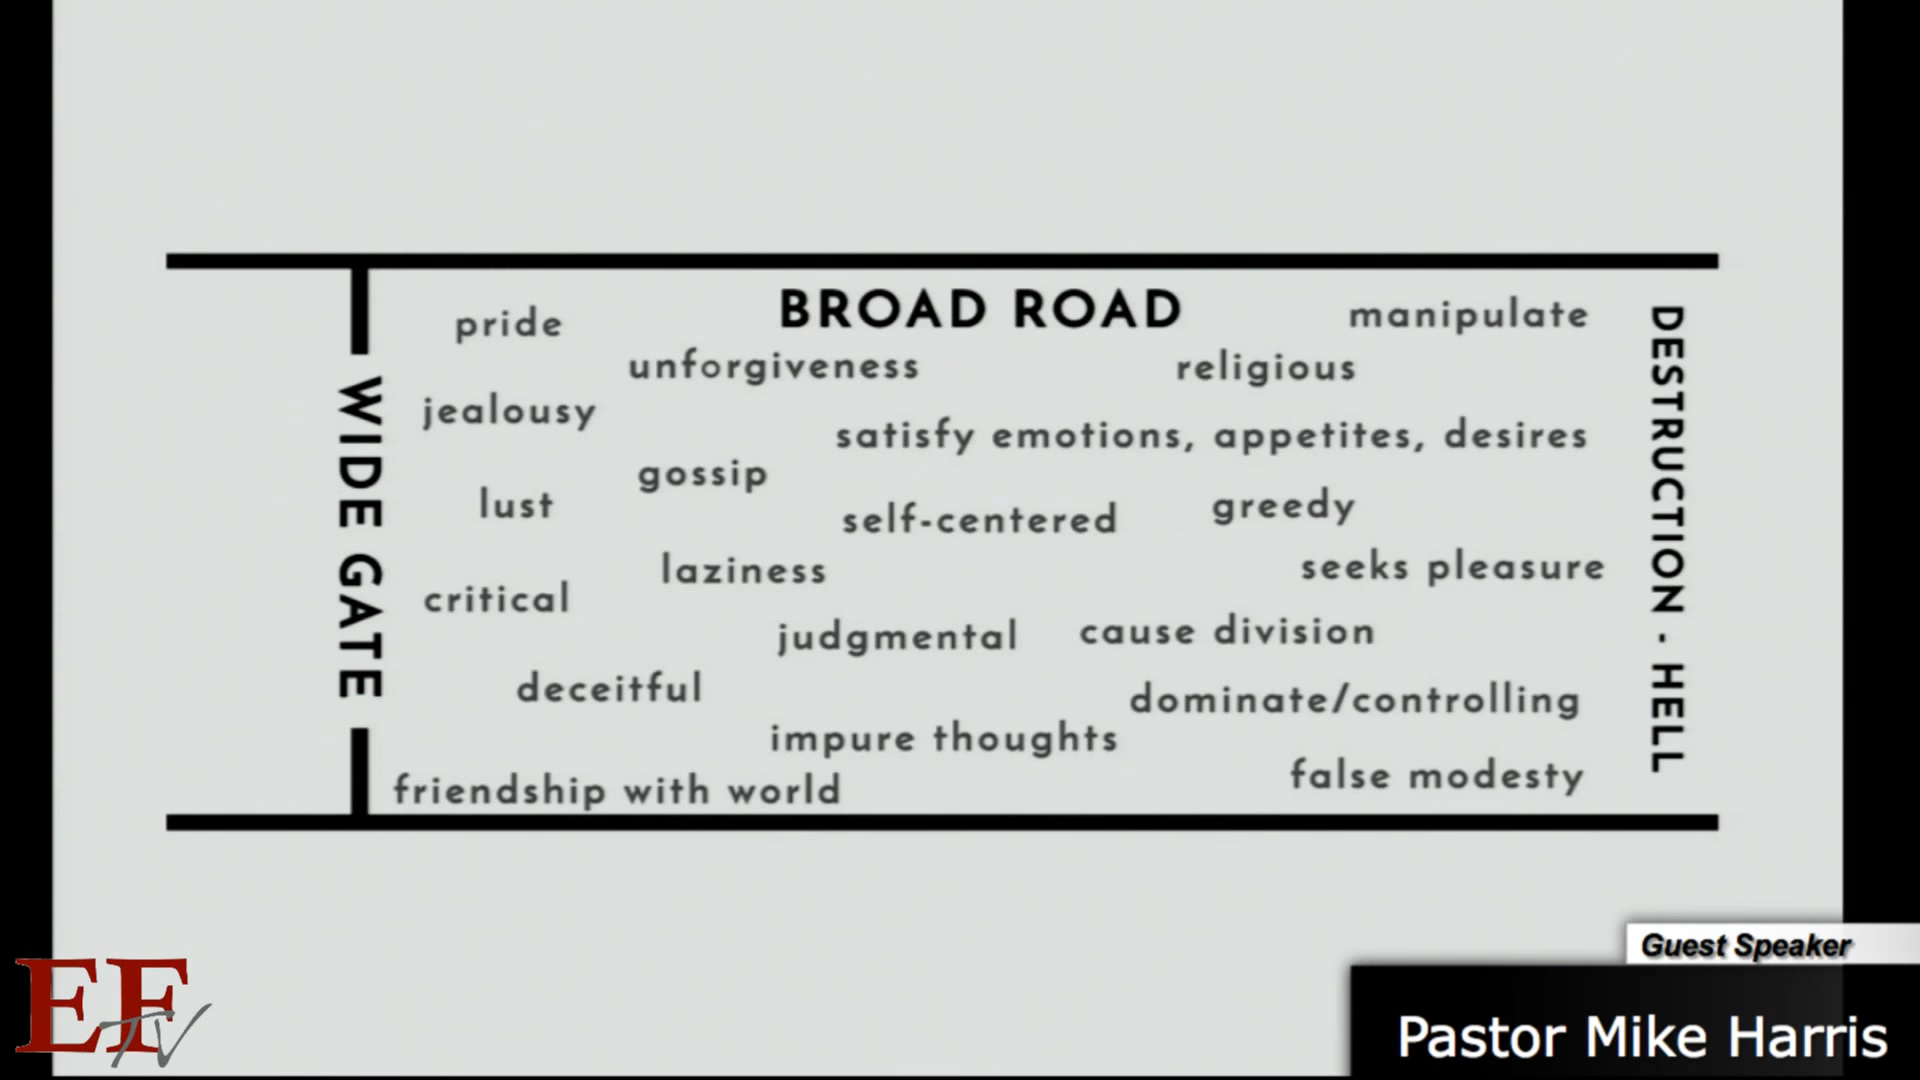 BROAD ROAD
pride
manipulate
unforgiveness
religious
jealousy
satisfy emotions, appetites, desires
gossip
lust
self-centered
greedy
laziness
seeks pleasure
critical
judgmental
cause division
deceitful
dominate/controlling
impure thoughts
false modesty
friendship with world
WIDE GATE
DESTRUCTION - HELL
Guest Speaker
Pastor Mike Harris
EF
TV